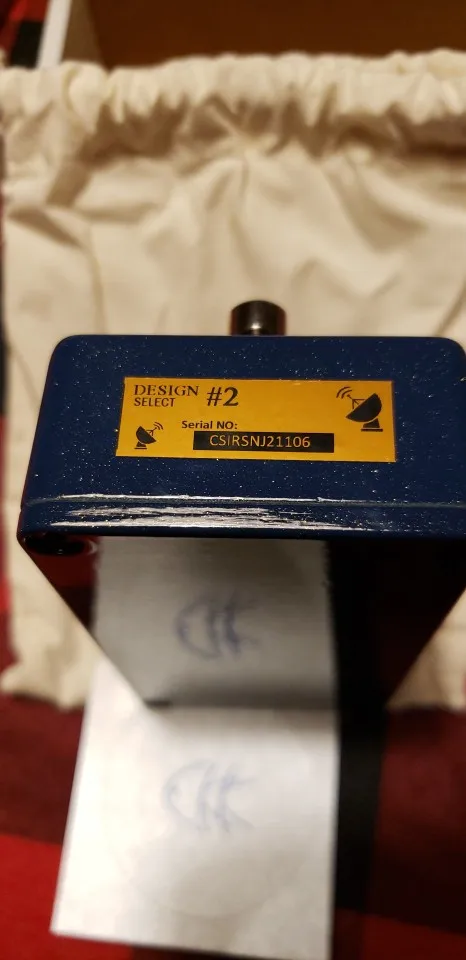 DESIGN
SELECT #2
Serial NO:
CSIRSNJ21106